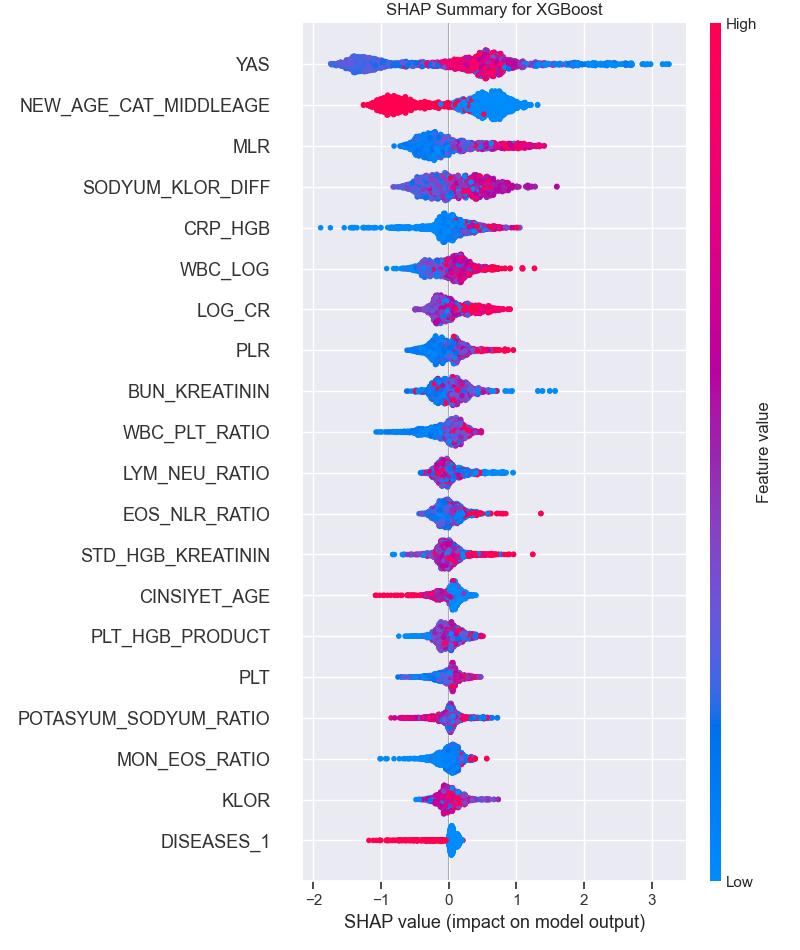 SHAP Summary for XGBoost
High
YAS
NEW_AGE_CAT_MIDDLEAGE
MLR
SODYUM_KLOR_DIFF
CRP_HGB
WBC_LOG
LOG_CR
PLR
BUN_KREATININ
WBC_PLT_RATIO
LYM_NEU_RATIO
EOS_NLR_RATIO
STD_HGB_KREATININ
CINSIYET_AGE
PLT_HGB_PRODUCT
PLT
POTASYUM_SODYUM_RATIO
MON_EOS_RATIO
KLOR
DISEASES_1
Feature value
Low
−2 −1 0 1 2 3
SHAP value (impact on model output)